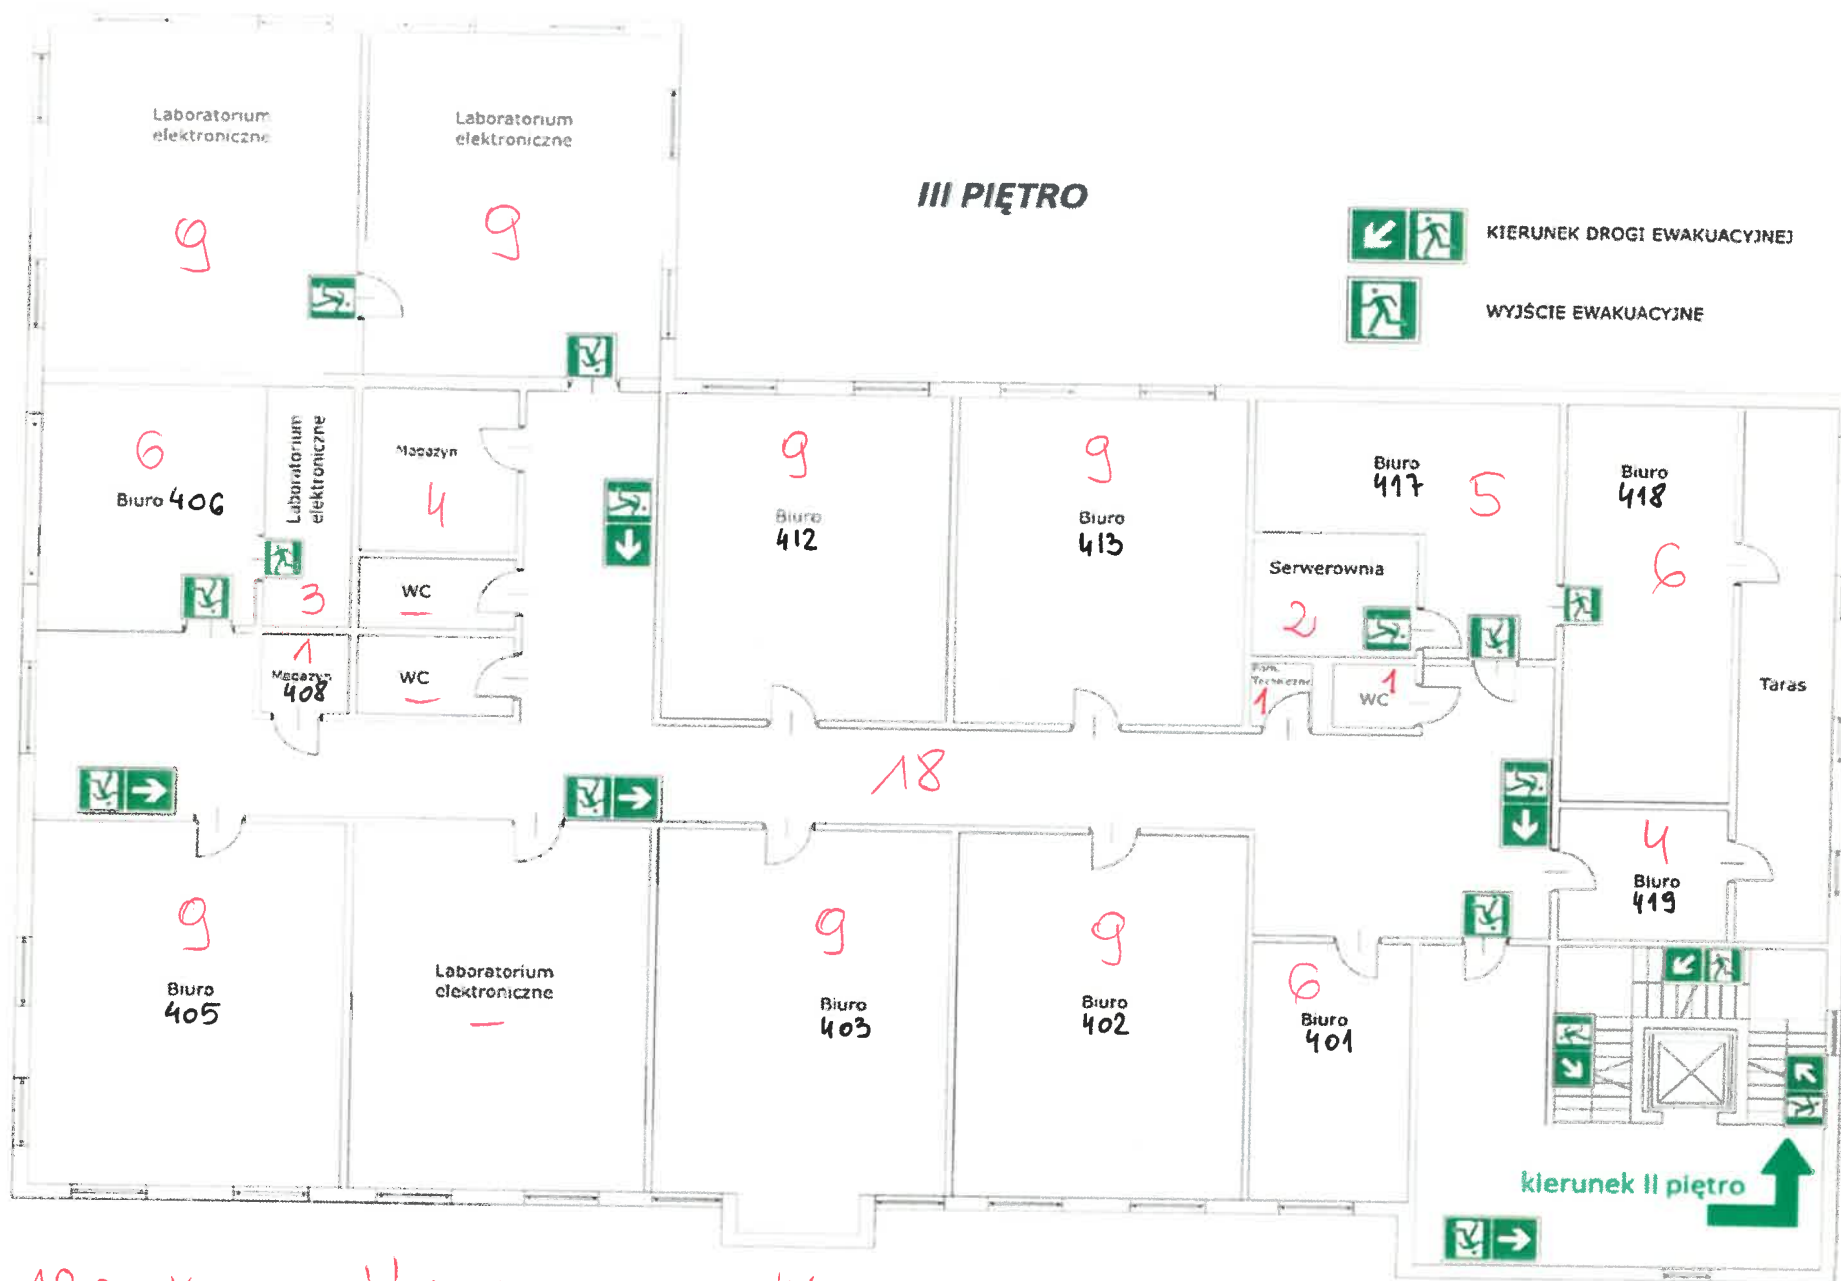 Laboratorium
elektroniczne
9
Laboratorium
elektroniczne
9
III PIĘTRO
KIERUNEK DROGI EWAKUACYJNEJ
WYJŚCIE EWAKUACYJNE
6
Biuro 406
Laboratorium
elektroniczne
3
Magazyn
4
WC
WC
1
Magazyn
408
9
Biuro
412
9
Biuro
413
Biuro
417
5
Serwerownia
2
Pom.
Techniczne
1
WC
1
Biuro
418
6
Taras
18
4
Biuro
419
9
Biuro
405
Laboratorium
elektroniczne
9
Biuro
403
9
Biuro
402
6
Biuro
401
kierunek II piętro